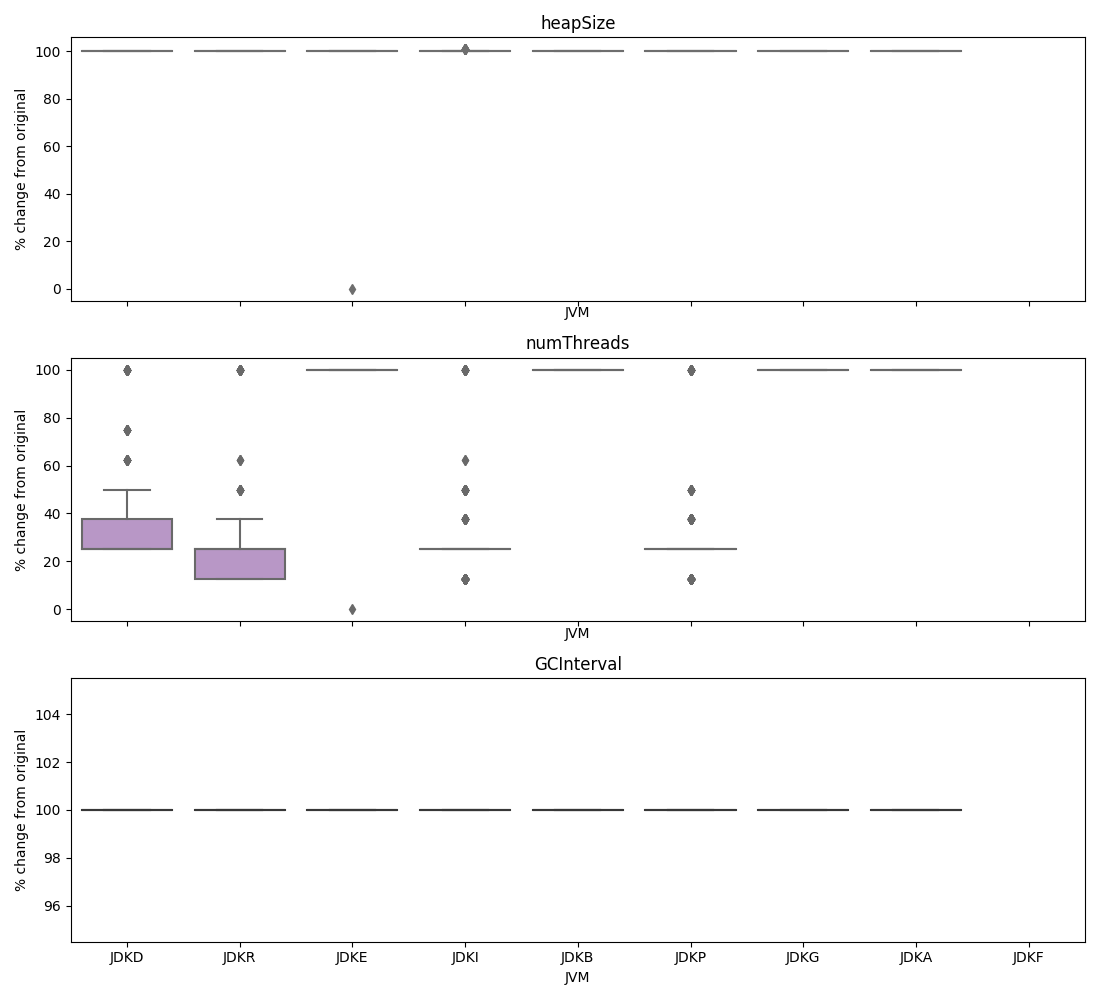 heapSize
% change from original
100
80
60
40
20
0
JVM
numThreads
% change from original
100
80
60
40
20
0
JVM
GCInterval
% change from original
104
102
100
98
96
JDKD JDKR JDKE JDKI JDKB JDKP JDKG JDKA JDKF
JVM